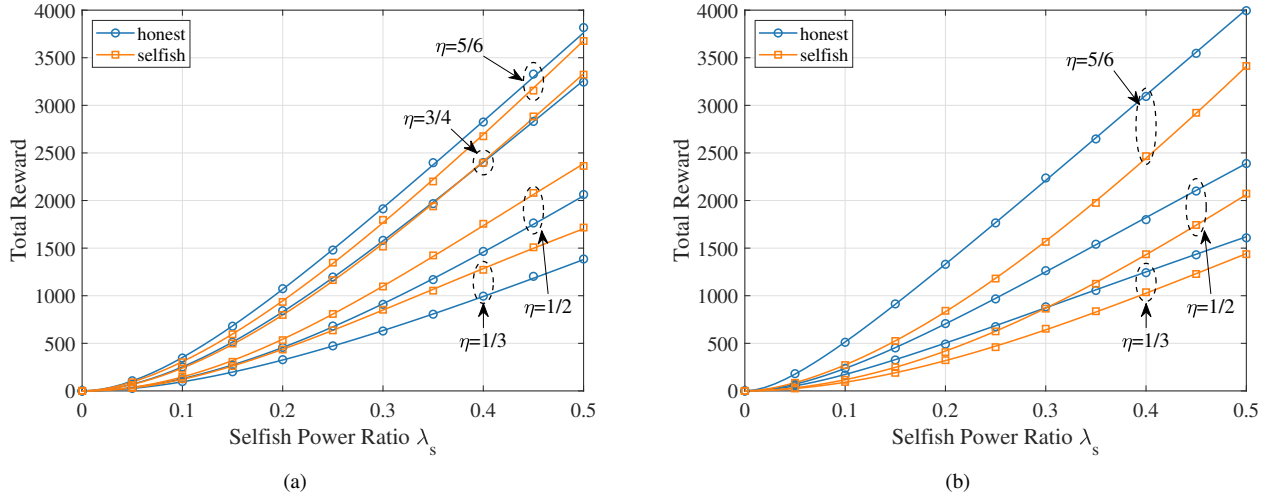 4000
3500
3000
2500
2000
1500
1000
500
0
Total Reward
honest
selfish
η=5/6
η=3/4
η=1/2
η=1/3
0 0.1 0.2 0.3 0.4 0.5
Selfish Power Ratio λs
(a)
4000
3500
3000
2500
2000
1500
1000
500
0
Total Reward
honest
selfish
η=5/6
η=1/2
η=1/3
0 0.1 0.2 0.3 0.4 0.5
Selfish Power Ratio λs
(b)